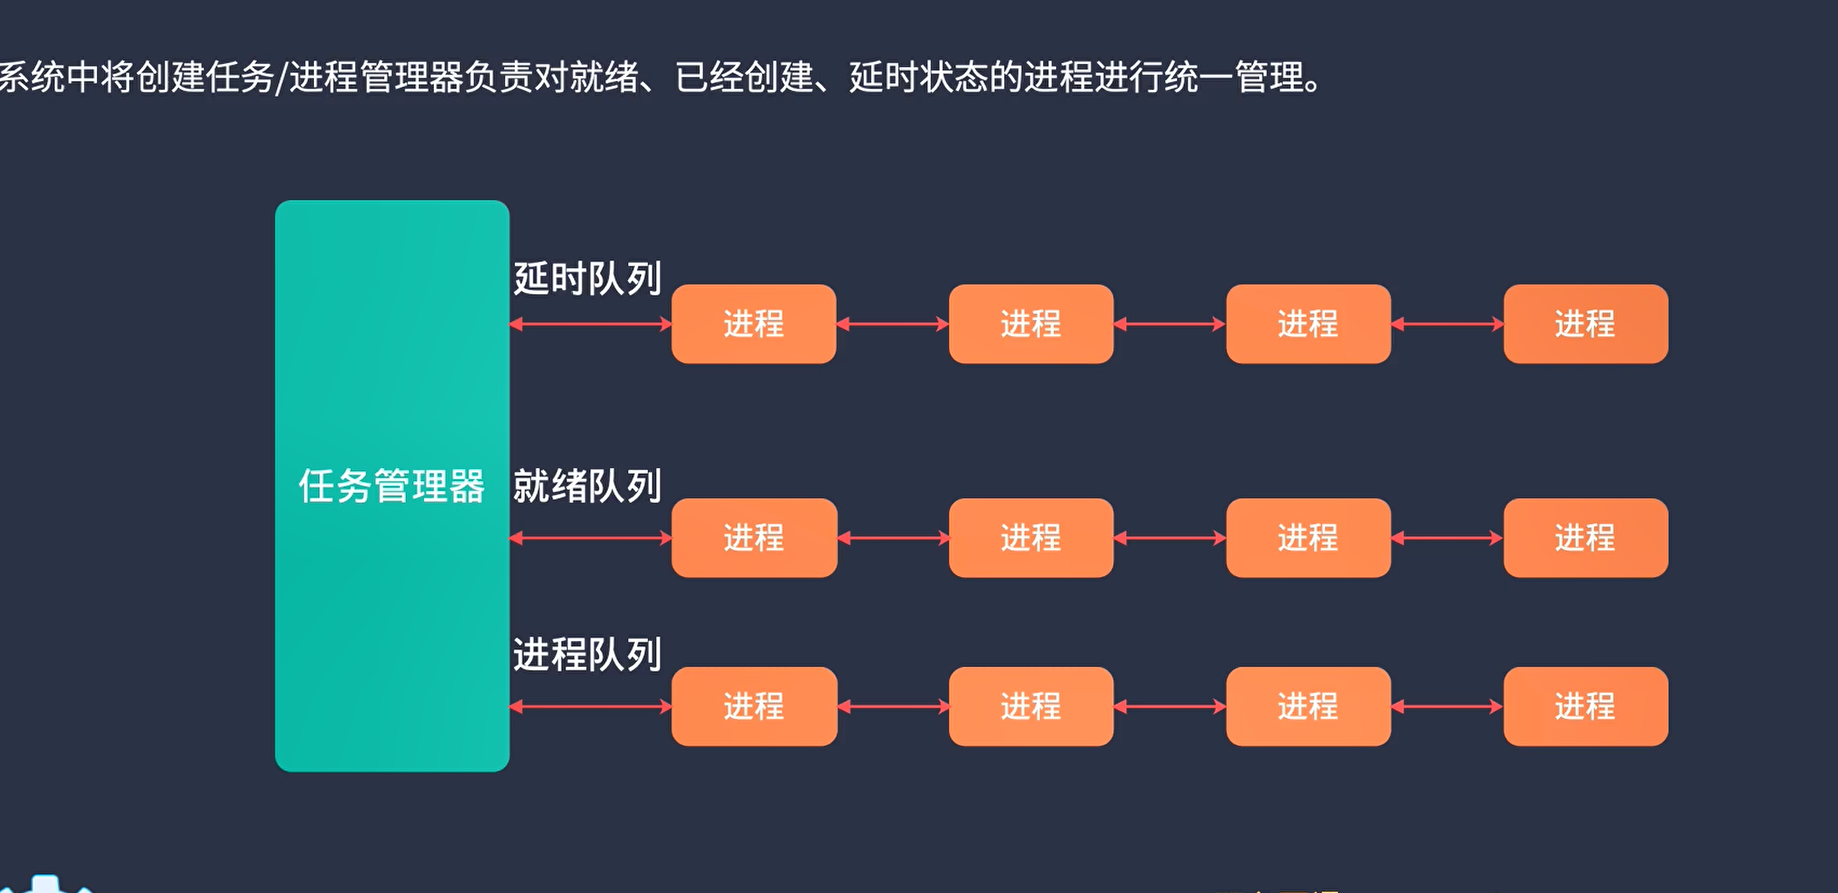 系统中将创建任务/进程管理器负责对就绪、已经创建、延时状态的进程进行统一管理。
延时队列
进程 进程 进程 进程
任务管理器
就绪队列
进程 进程 进程 进程
进程队列
进程 进程 进程 进程